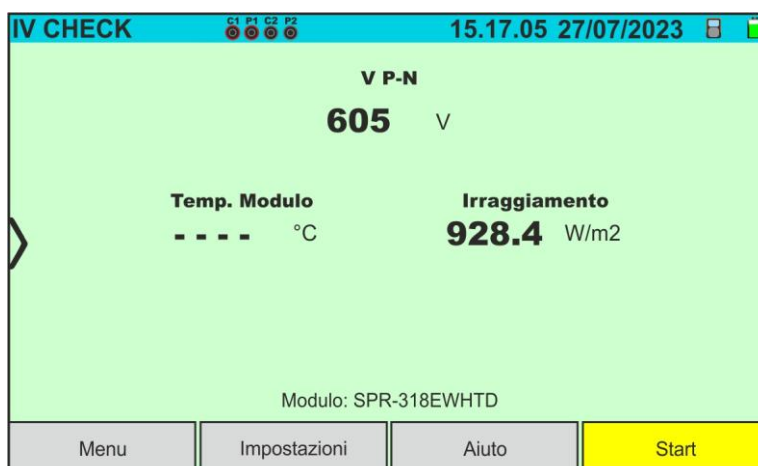 IV CHECK C1 P1 C2 P2 15.17.05 27/07/2023
V P-N
605 V
Temp. Modulo Irraggiamento
- - - - °C 928.4 W/m2
Modulo: SPR-318EWHTD
Menu Impostazioni Aiuto Start